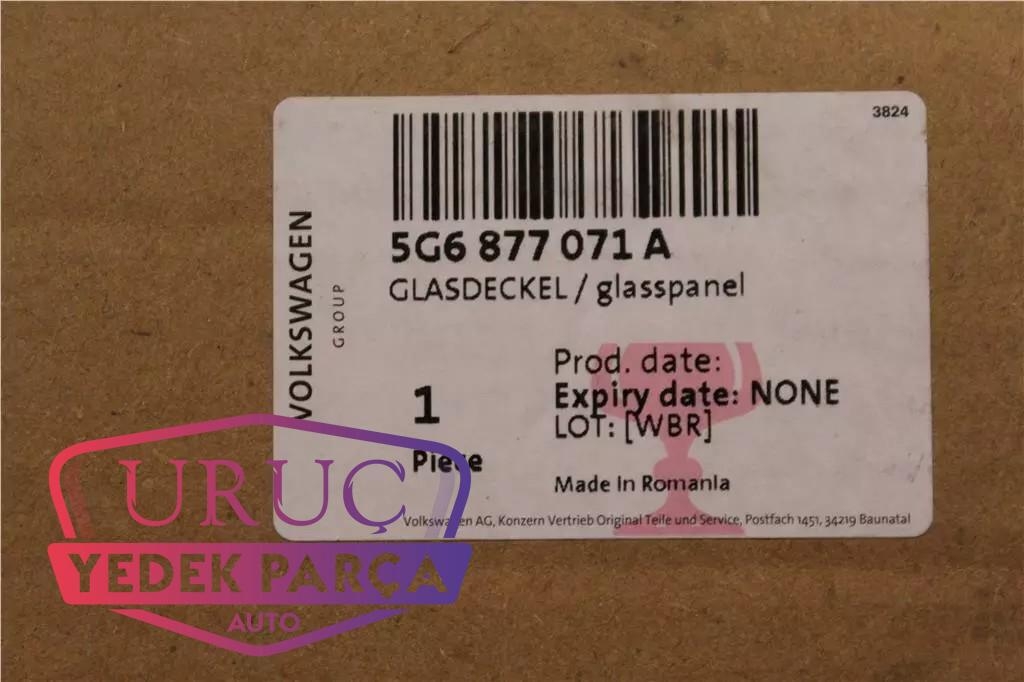 3824
VOLKSWAGEN
GROUP
5G6 877 071 A
GLASDECKEL / glasspanel
Prod. date:
Expiry date: NONE
LOT: [WBR]
1
Piece
Made In Romania
Volkswagen AG, Konzern Vertrieb Original Teile und Service, Postfach 1451, 34219 Baunatal
URUÇ
YEDEK PARÇA
AUTO